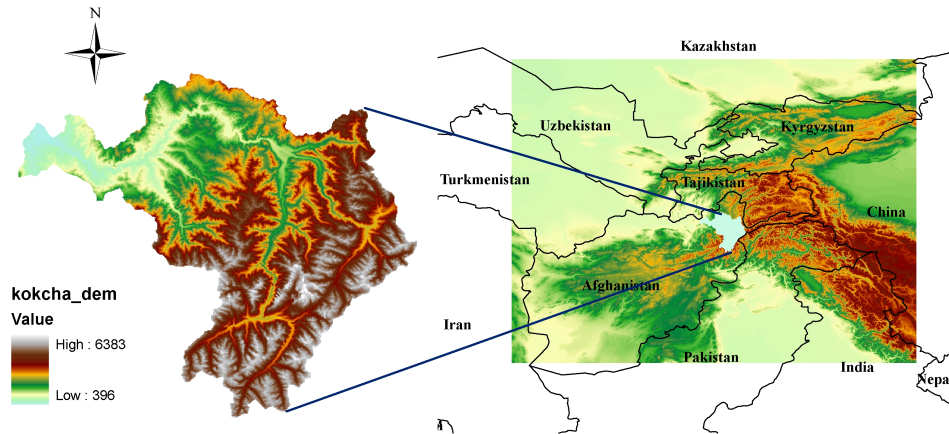 N
kokcha_dem
Value
High : 6383
Low : 396
Kazakhstan
Uzbekistan
Kyrgyzstan
Turkmenistan
Tajikistan
China
Afghanistan
Iran
Pakistan
India
Nepa